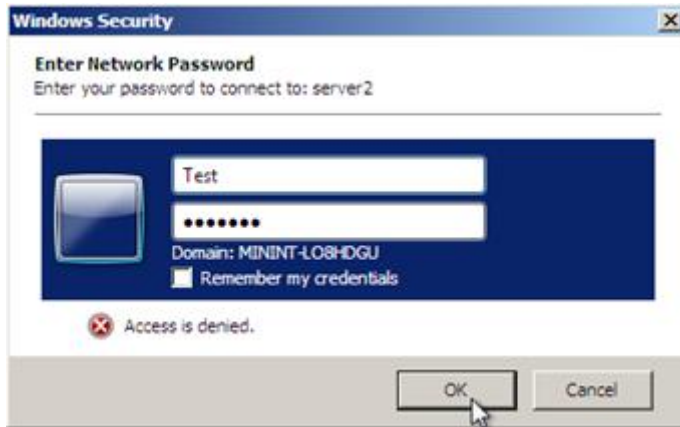 Windows Security
Enter Network Password
Enter your password to connect to: server2
Test
•••••••
Domain: MININT-LO8HDGU
Remember my credentials
Access is denied.
OK
Cancel